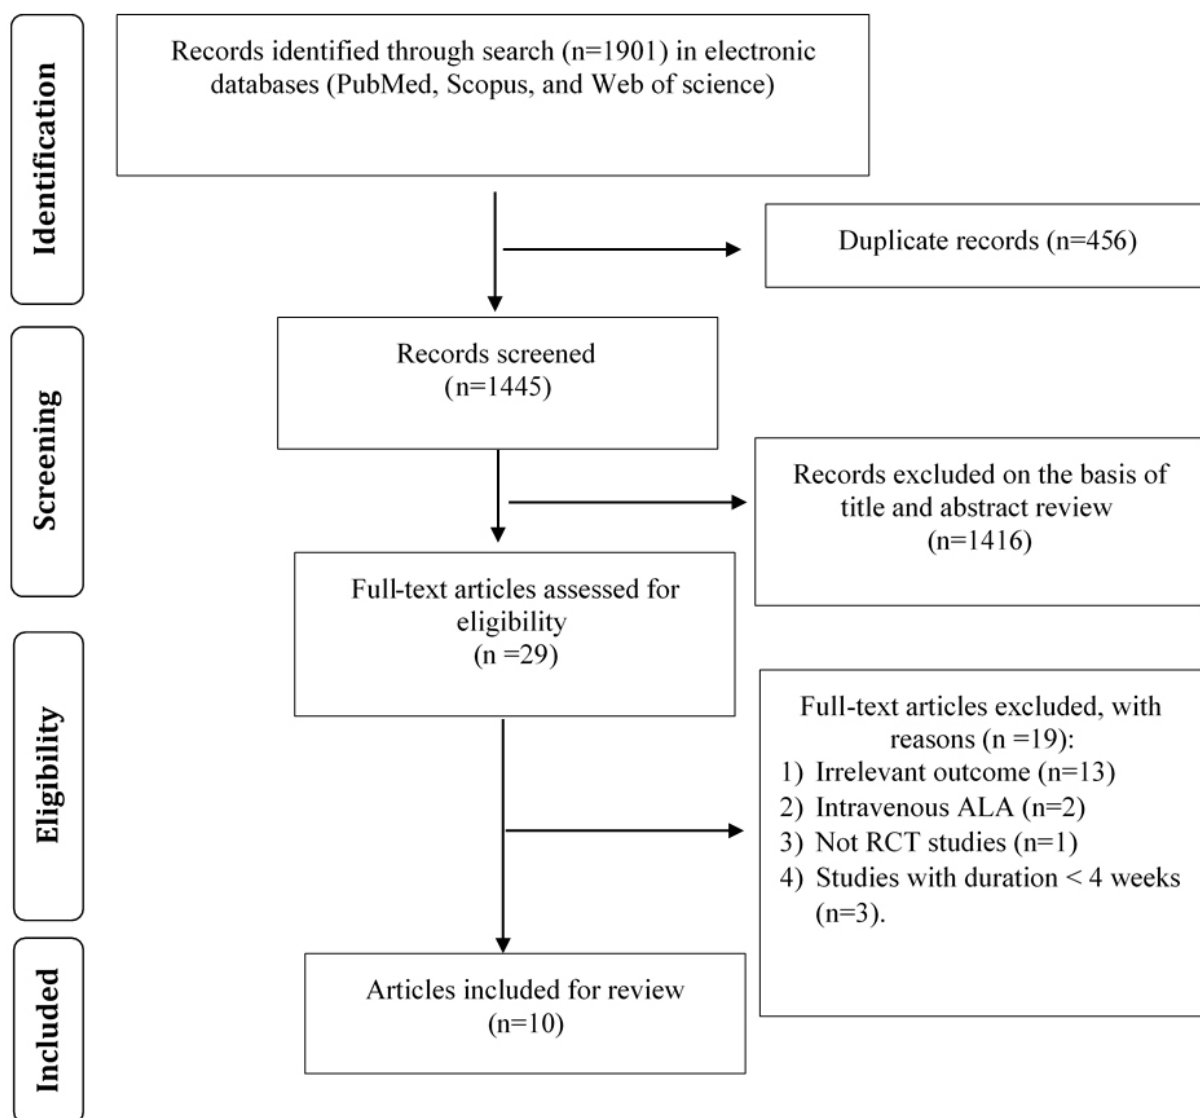 Identification
Records identified through search (n=1901) in electronic
databases (PubMed, Scopus, and Web of science)
Duplicate records (n=456)
Screening
Records screened
(n=1445)
Records excluded on the basis of
title and abstract review
(n=1416)
Full-text articles assessed for
eligibility
(n =29)
Eligibility
Full-text articles excluded, with
reasons (n =19):
1) Irrelevant outcome (n=13)
2) Intravenous ALA (n=2)
3) Not RCT studies (n=1)
4) Studies with duration < 4 weeks
(n=3).
Included
Articles included for review
(n=10)